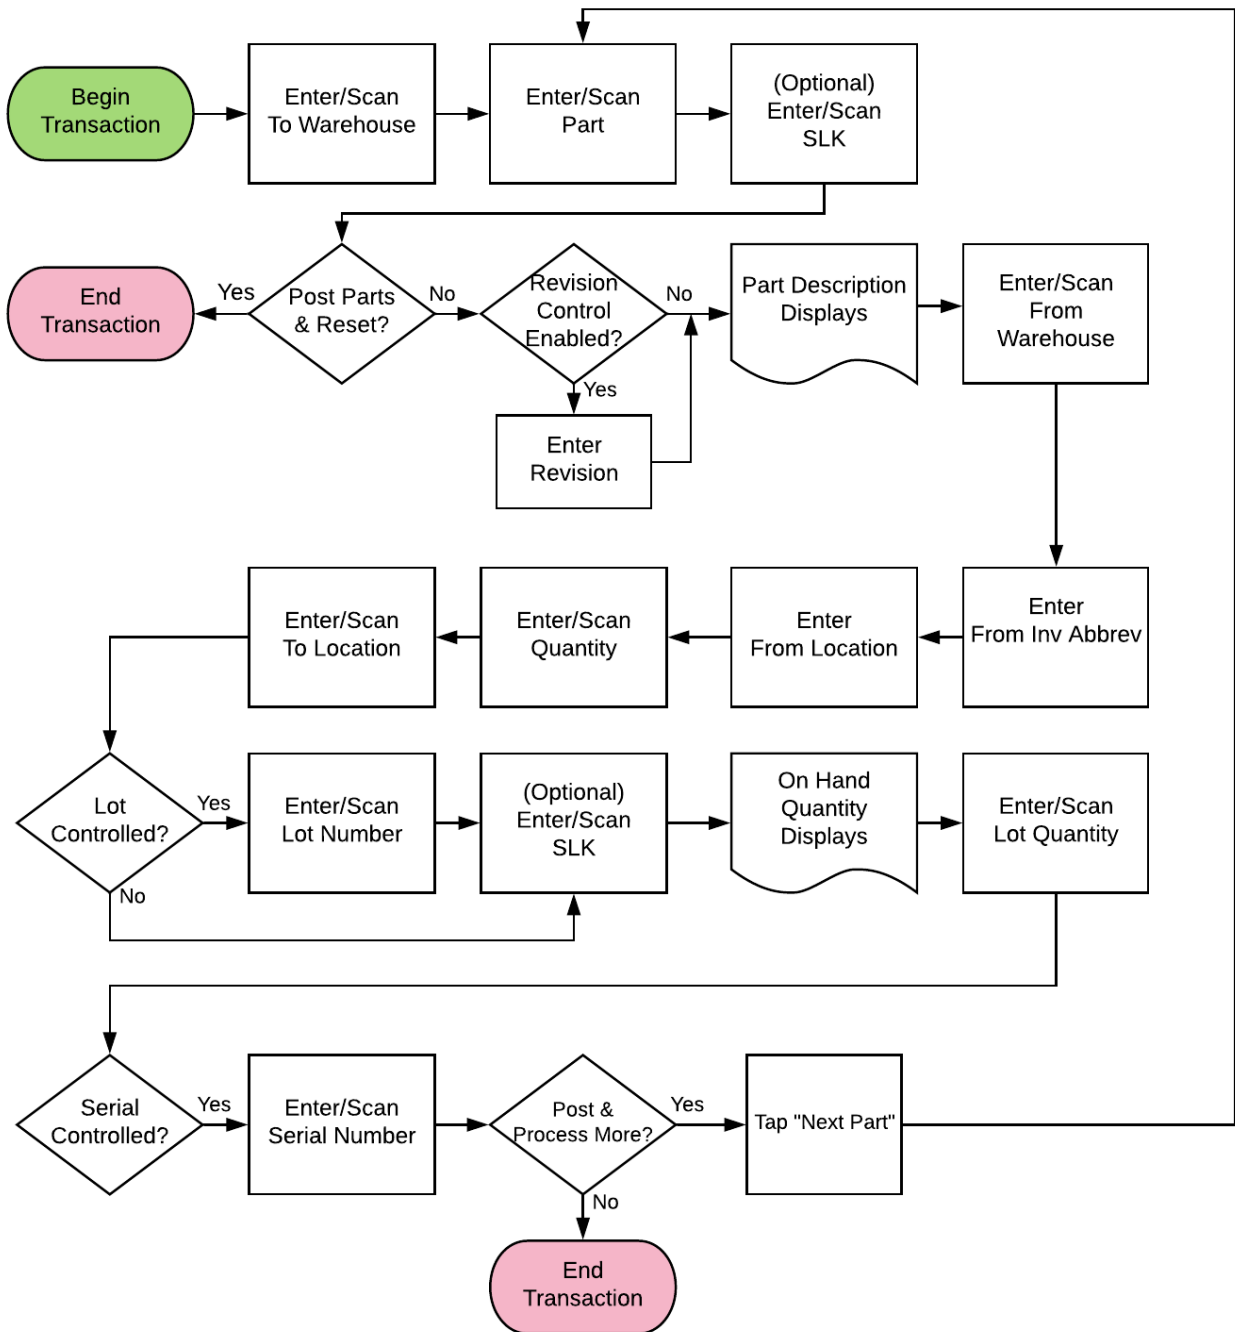 Begin
Transaction
Enter/Scan
To Warehouse
Enter/Scan
Part
(Optional)
Enter/Scan
SLK
End
Transaction
Yes
Post Parts
& Reset?
No
Revision
Control
Enabled?
No
Yes
Enter
Revision
Part Description
Displays
Enter/Scan
From
Warehouse
Enter/Scan
To Location
Enter/Scan
Quantity
Enter
From Location
Enter
From Inv Abbrev
Lot
Controlled?
Yes
No
Enter/Scan
Lot Number
(Optional)
Enter/Scan
SLK
On Hand
Quantity
Displays
Enter/Scan
Lot Quantity
Serial
Controlled?
Yes
Enter/Scan
Serial Number
Post &
Process More?
Yes
No
Tap "Next Part"
End
Transaction